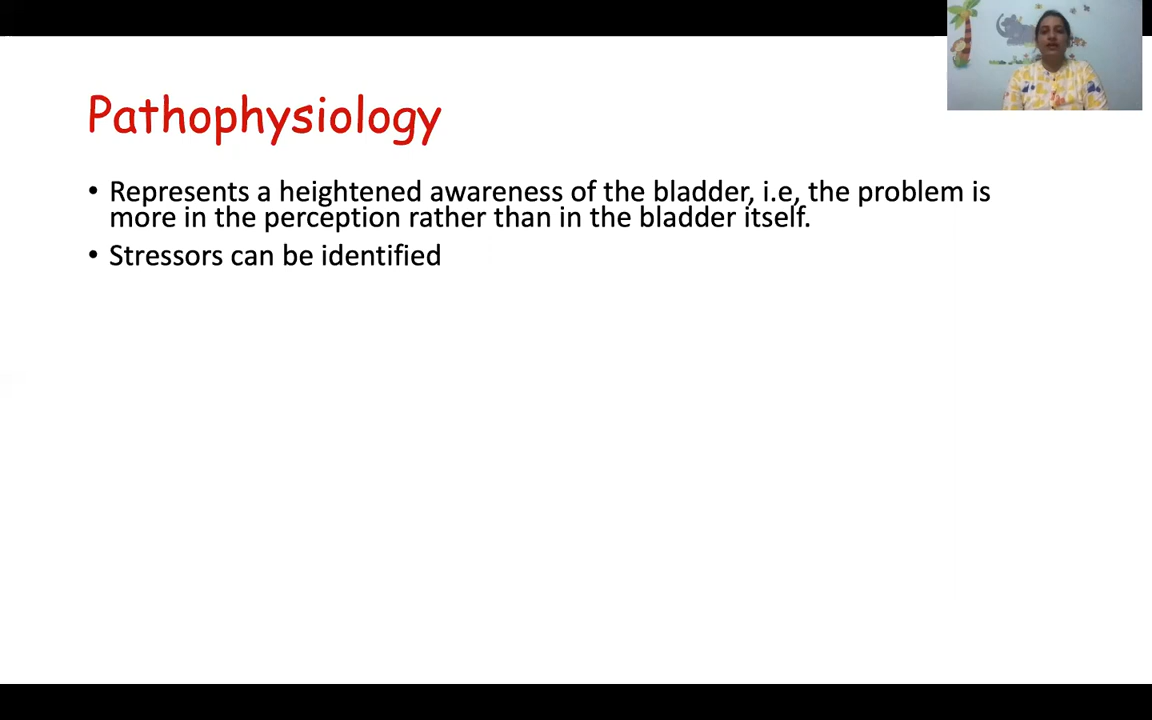 Pathophysiology
• Represents a heightened awareness of the bladder, i.e, the problem is
more in the perception rather than in the bladder itself.
• Stressors can be identified